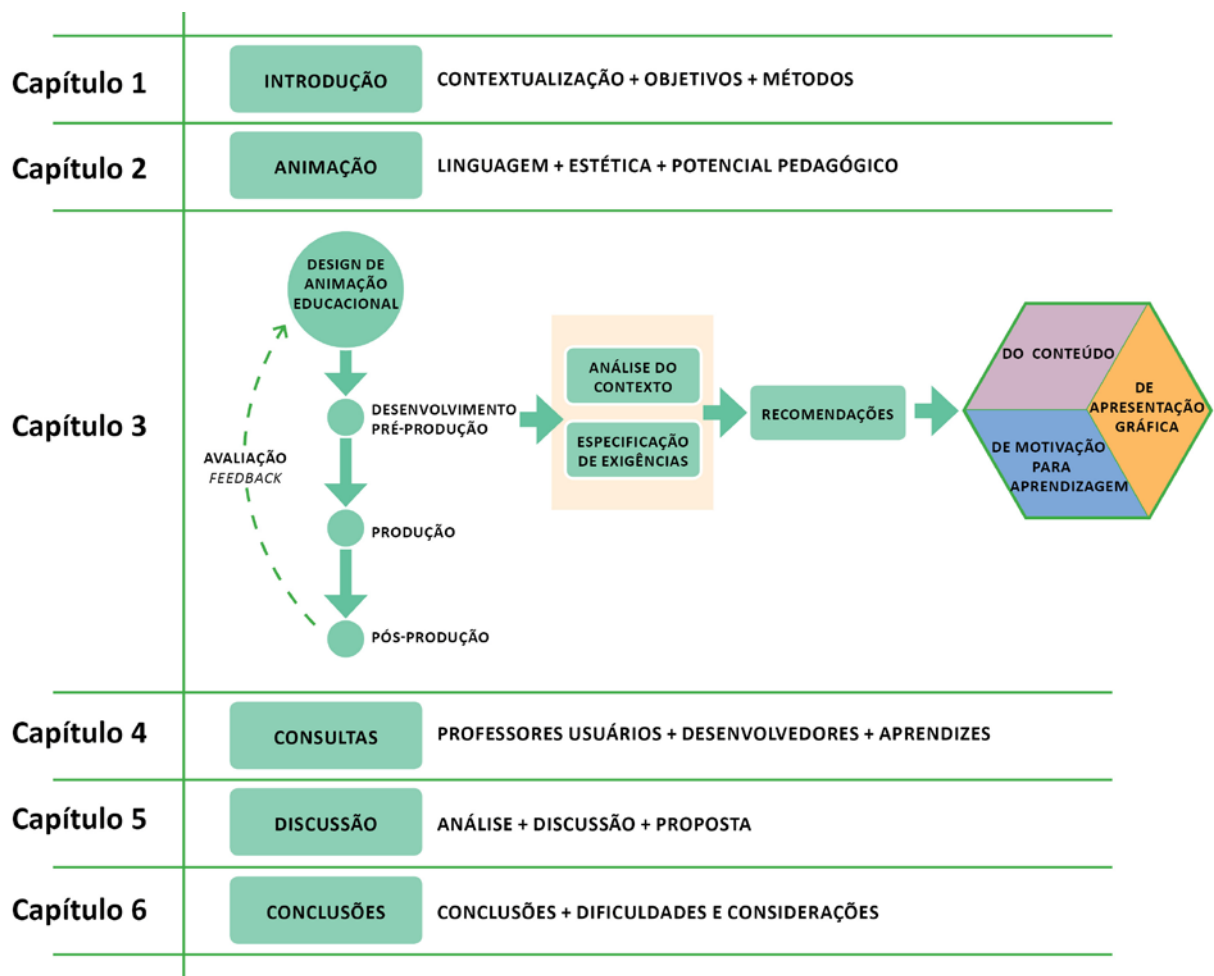 Capítulo 1
INTRODUÇÃO
CONTEXTUALIZAÇÃO + OBJETIVOS + MÉTODOS
Capítulo 2
ANIMAÇÃO
LINGUAGEM + ESTÉTICA + POTENCIAL PEDAGÓGICO
Capítulo 3
DESIGN DE
ANIMAÇÃO
EDUCACIONAL
AVALIAÇÃO
FEEDBACK
DESENVOLVIMENTO
PRÉ-PRODUÇÃO
PRODUÇÃO
PÓS-PRODUÇÃO
ANÁLISE DO
CONTEXTO
ESPECIFICAÇÃO
DE EXIGÊNCIAS
RECOMENDAÇÕES
DO CONTEÚDO
DE
APRESENTAÇÃO
GRÁFICA
DE MOTIVAÇÃO
PARA
APRENDIZAGEM
Capítulo 4
CONSULTAS
PROFESSORES USUÁRIOS + DESENVOLVEDORES + APRENDIZES
Capítulo 5
DISCUSSÃO
ANÁLISE + DISCUSSÃO + PROPOSTA
Capítulo 6
CONCLUSÕES
CONCLUSÕES + DIFICULDADES E CONSIDERAÇÕES